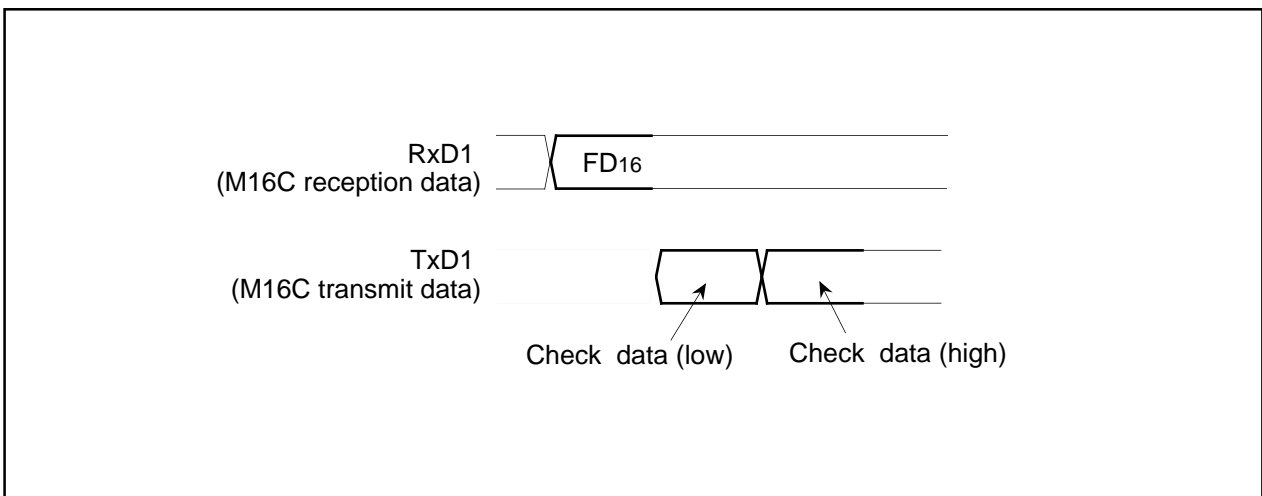 RxD1
(M16C reception data)
FD16
TxD1
(M16C transmit data)
Check data (low)
Check data (high)